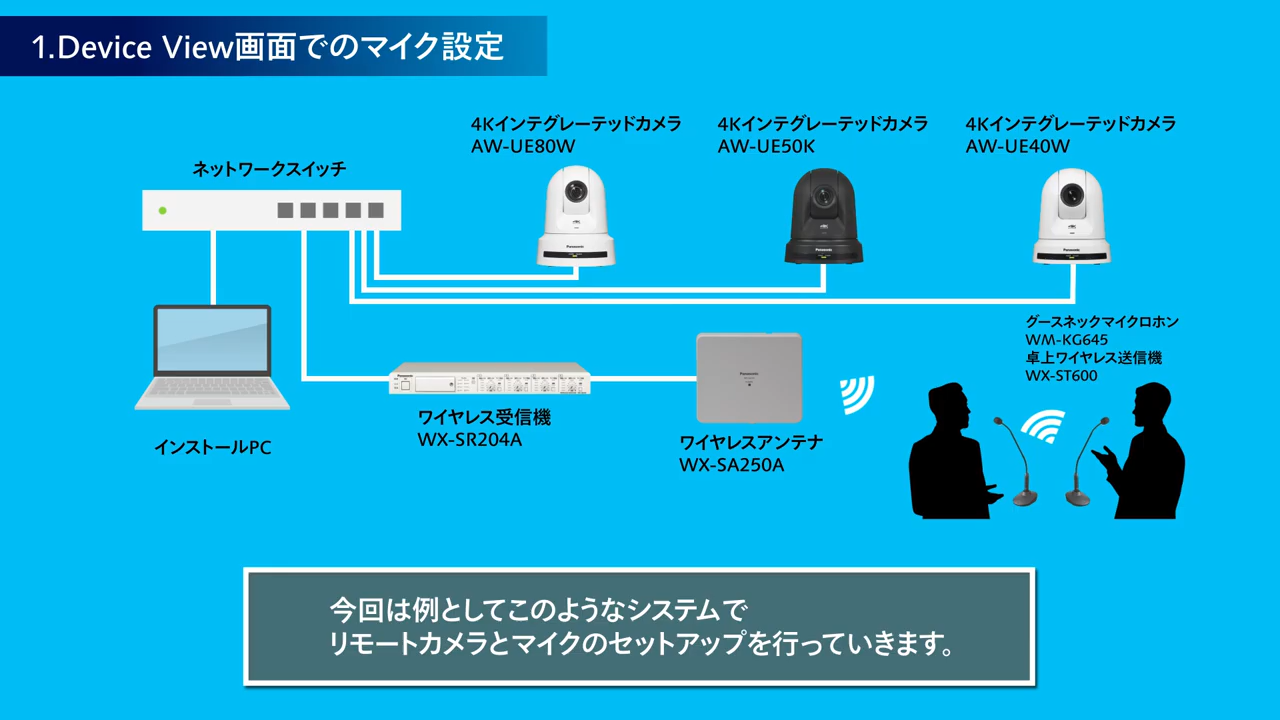 1.Device View画面でのマイク設定
4Kインテグレーテッドカメラ
AW-UE80W
4Kインテグレーテッドカメラ
AW-UE50K
4Kインテグレーテッドカメラ
AW-UE40W
ネットワークスイッチ
Panasonic
Panasonic
Panasonic
グースネックマイクロホン
WM-KG645
卓上ワイヤレス送信機
WX-ST600
Panasonic
Panasonic
ワイヤレス受信機
WX-SR204A
ワイヤレスアンテナ
WX-SA250A
インストールPC
今回は例としてこのようなシステムで
リモートカメラとマイクのセットアップを行っていきます。